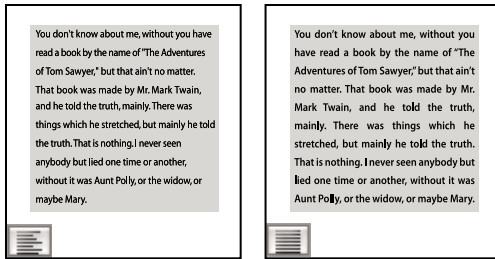 You don't know about me, without you have
read a book by the name of "The Adventures
of Tom Sawyer," but that ain't no matter.
That book was made by Mr. Mark Twain,
and he told the truth, mainly. There was
things which he stretched, but mainly he told
the truth. That is nothing. I never seen
anybody but lied one time or another,
without it was Aunt Polly, or the widow, or
maybe Mary.
You don't know about me, without you
have read a book by the name of "The
Adventures of Tom Sawyer," but that ain't
no matter. That book was made by Mr.
Mark Twain, and he told the truth,
mainly. There was things which he
stretched, but mainly he told the truth.
That is nothing. I never seen anybody but
lied one time or another, without it was
Aunt Polly, or the widow, or maybe Mary.